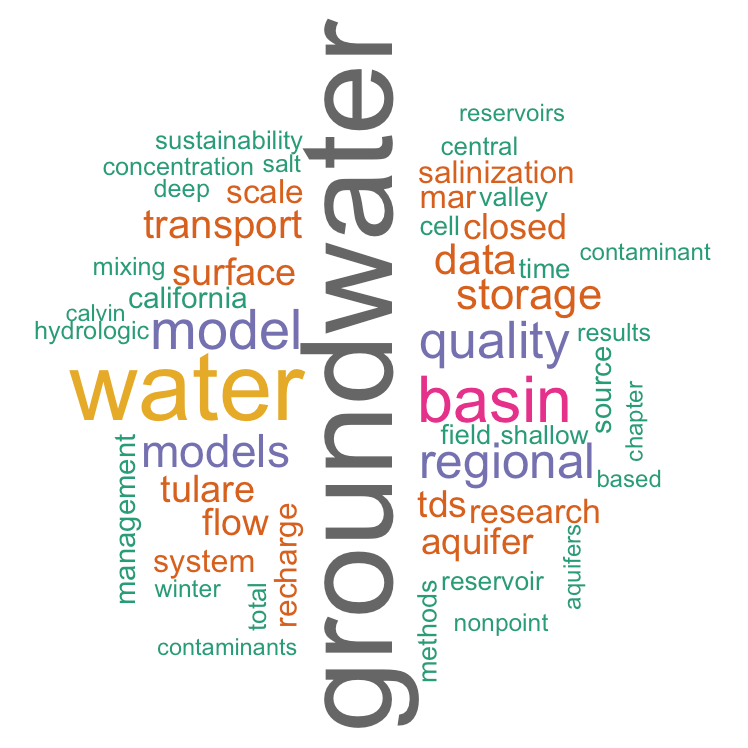 groundwater
reservoirs
sustainability
central
concentration
salt
salinization
deep
scale
mar
valley
transport
cell
closed
contaminant
mixing
surface
data
time
california
storage
calvin
hydrologic
model
quality
results
water
basin
source
chapter
management
models
field
shallow
regional
based
tulare
tds
research
flow
recharge
aquifer
aquifers
system
winter
total
reservoir
methods
nonpoint
contaminants